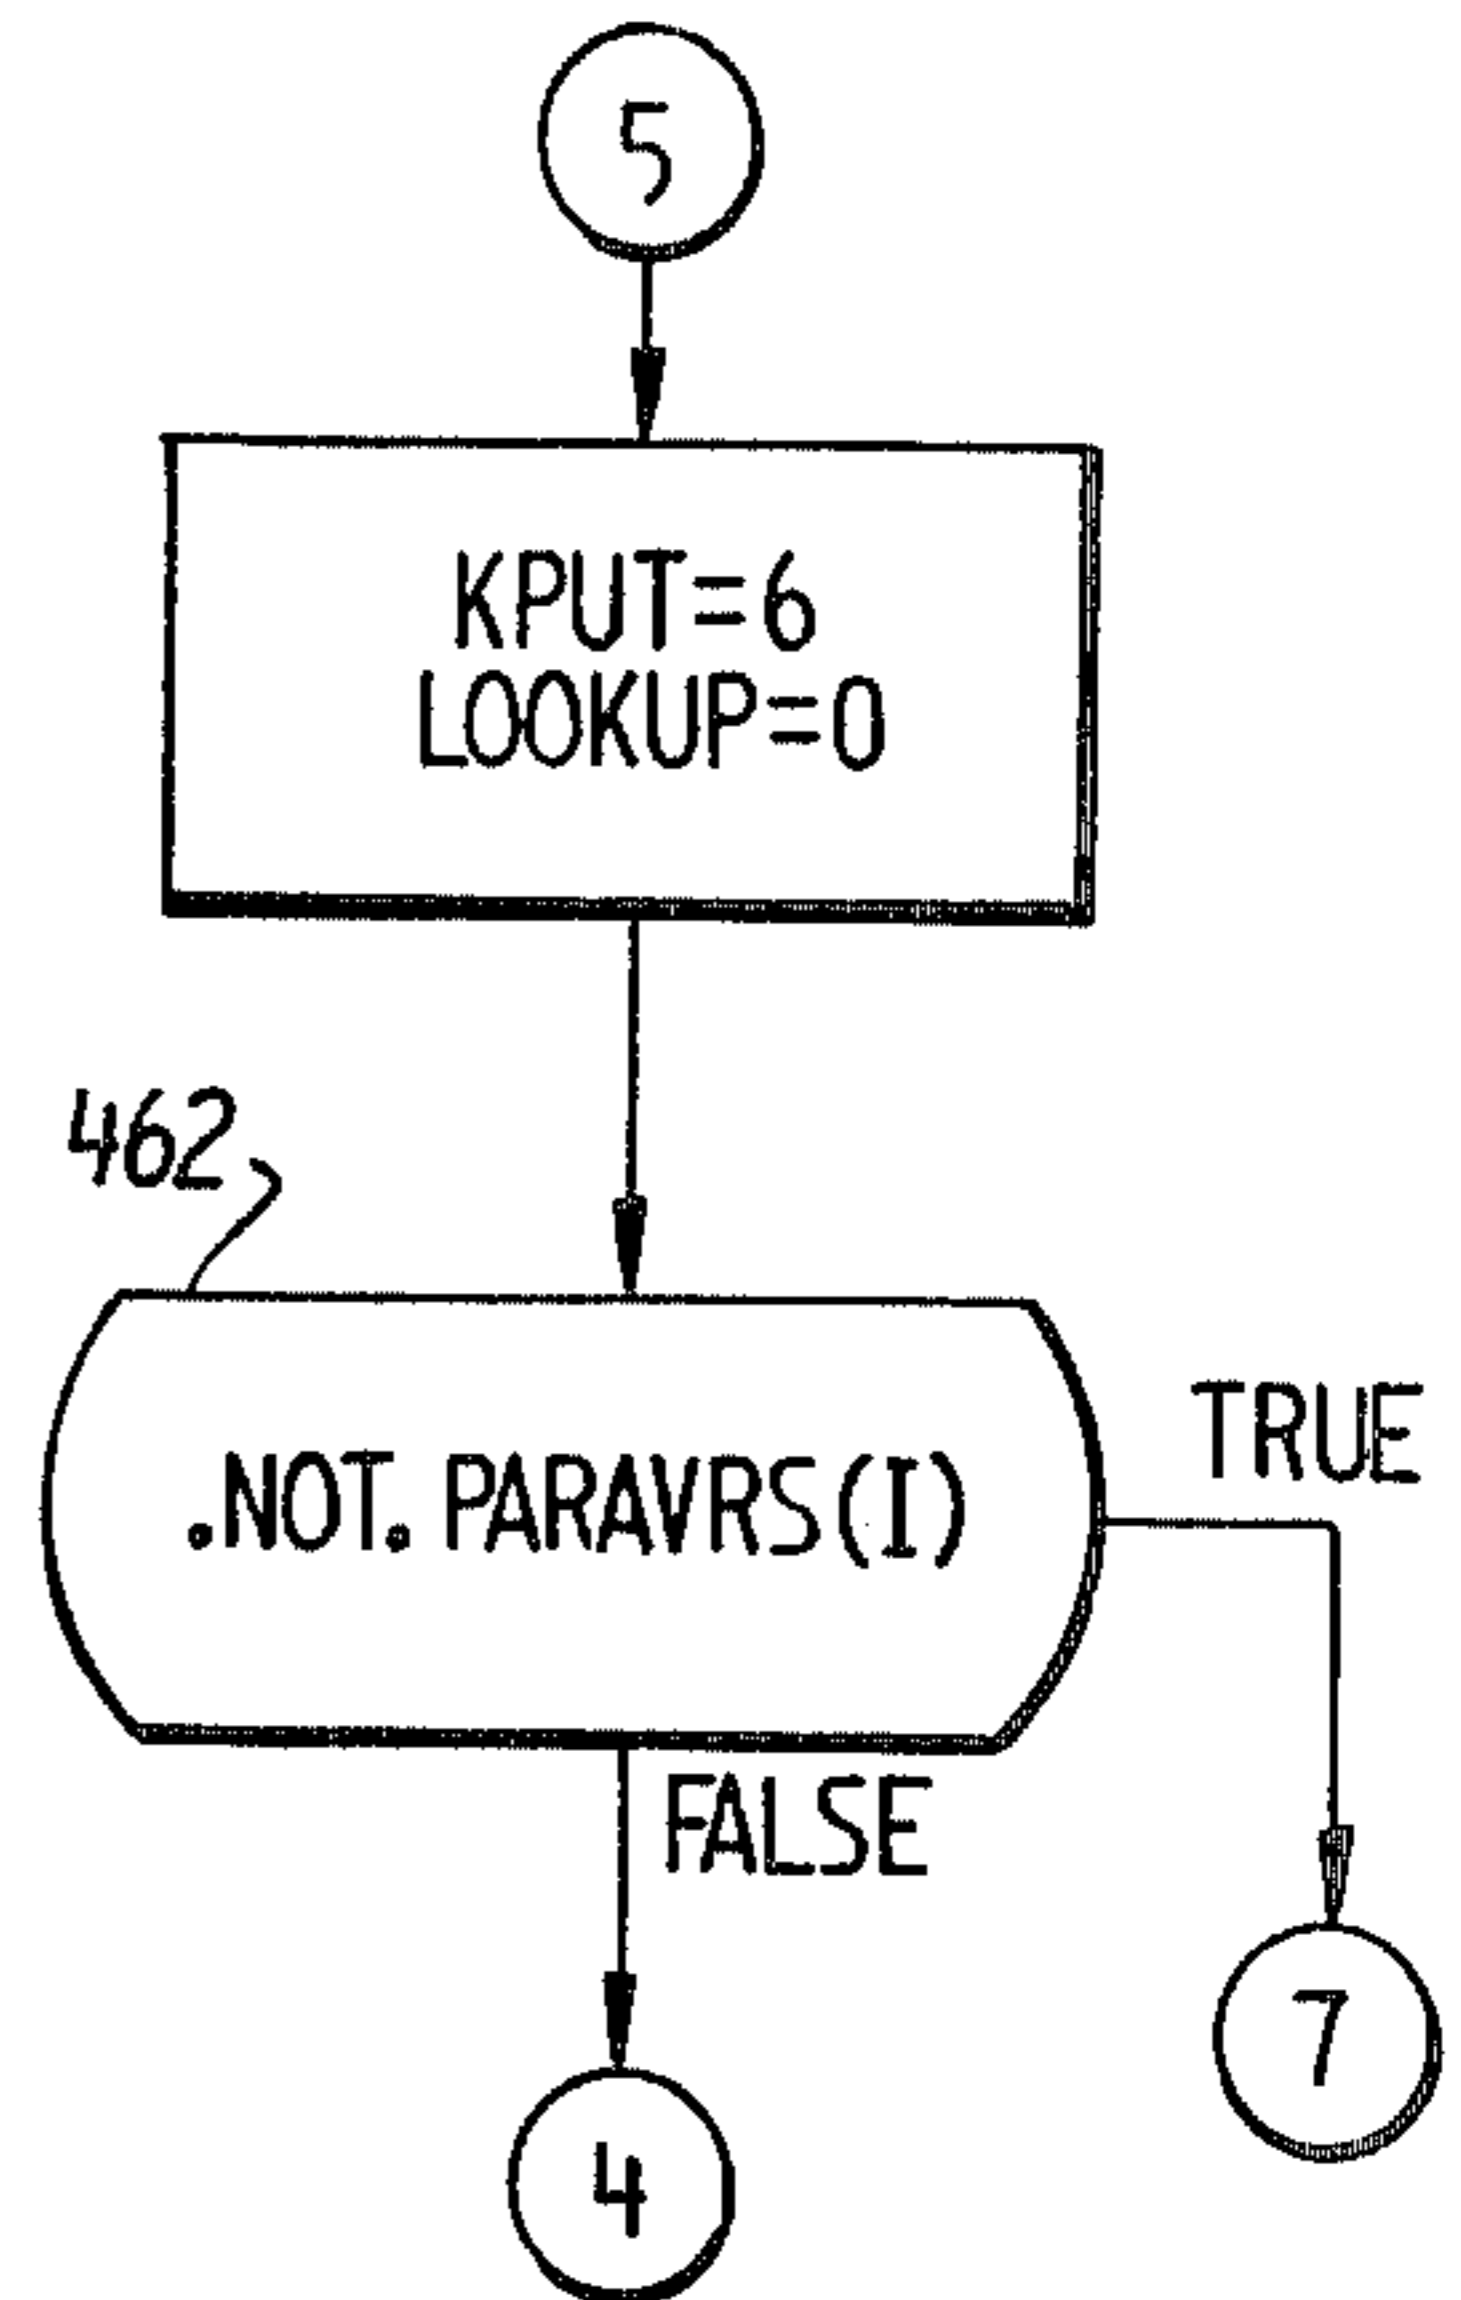 5
KPUT=6
LOOKUP=0
462
.NOT. PARAVRS(I)
TRUE
FALSE
7
4